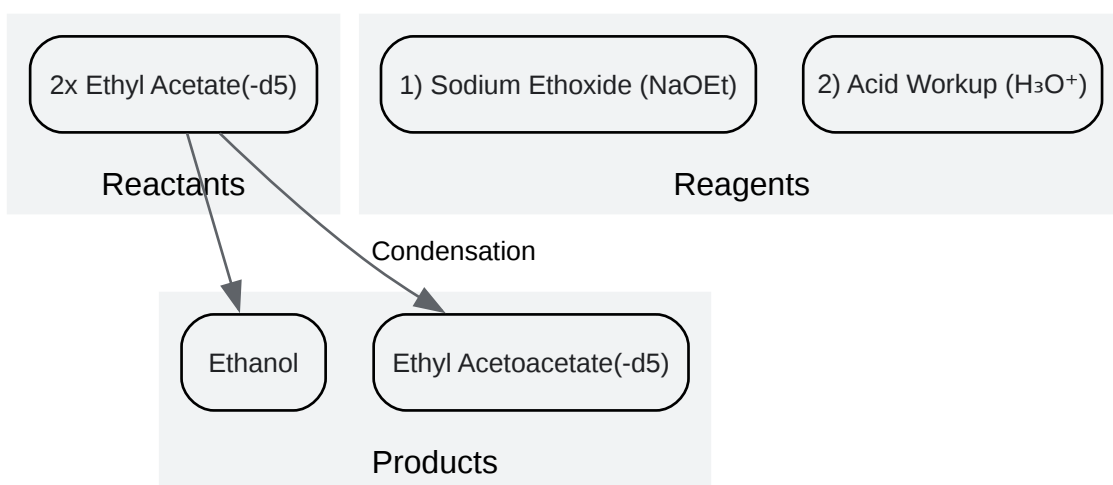 2x Ethyl Acetate(-d5)
1) Sodium Ethoxide (NaOEt)
2) Acid Workup (H₃O⁺)
Reactants
Reagents
Condensation
Ethanol
Ethyl Acetoacetate(-d5)
Products